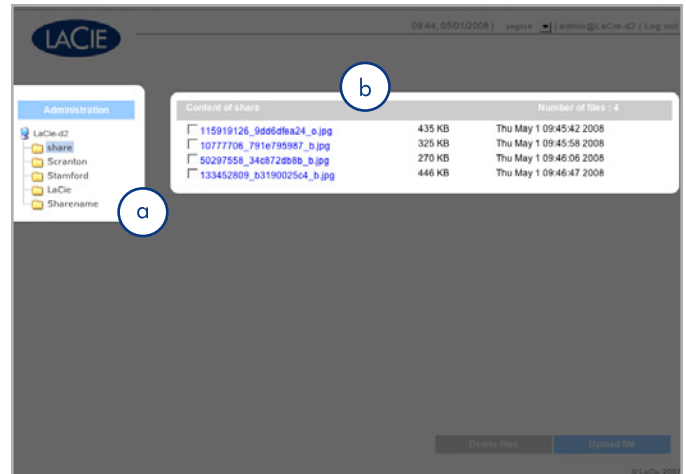 LACIE
09:44, 05/01/2008 | english | admin@LaCie-d2 | Log out
Administration
LaCie-d2
share
Scranton
Stamford
LaCie
Sharename
a
b
Content of share Number of files : 4
115919126_9dd6dfea24_o.jpg 435 KB Thu May 1 09:45:42 2008
10777706_791e795987_b.jpg 325 KB Thu May 1 09:45:58 2008
50297558_34c872db8b_b.jpg 270 KB Thu May 1 09:46:06 2008
133452809_b3190025c4_b.jpg 446 KB Thu May 1 09:46:47 2008
Delete files Upload file
© LaCie 2008